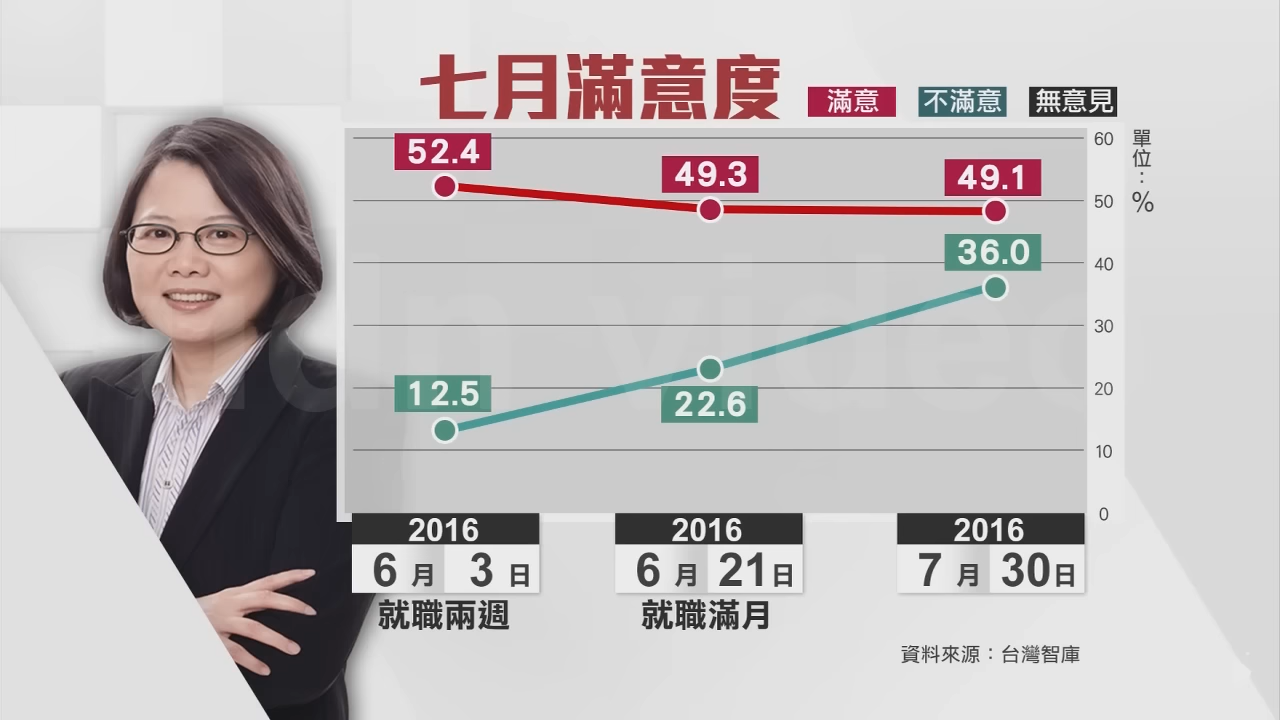 七月滿意度
滿意 不滿意 無意見
單位：%
60
50
40
30
20
10
0
52.4 49.3 49.1
36.0
12.5 22.6
2016 2016 2016
6月3日 6月21日 7月30日
就職兩週 就職滿月
資料來源：台灣智庫